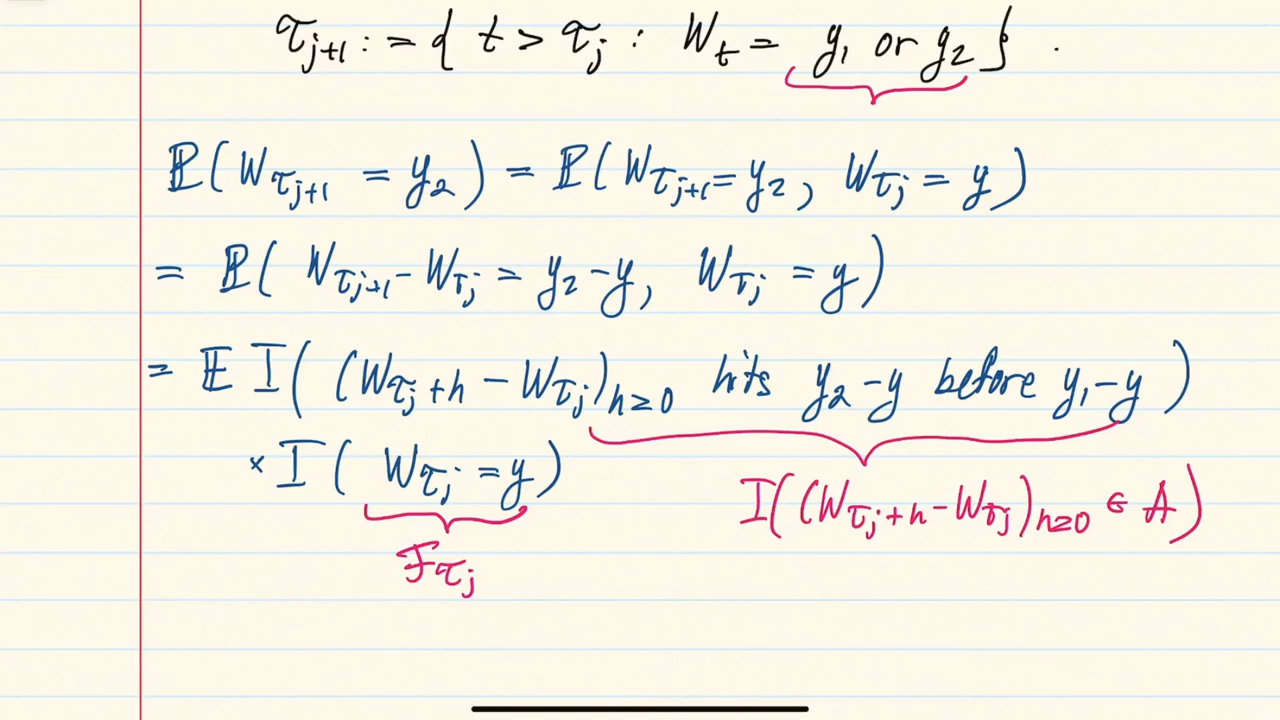 τ_{j+1} := { t > τ_j : W_t = y_1 or y_2 } .
ℙ( W_{τ_{j+1}} = y_2 ) = ℙ( W_{τ_{j+1}} = y_2 , W_{τ_j} = y )
= ℙ( W_{τ_{j+1}} - W_{τ_j} = y_2 - y, W_{τ_j} = y )
= 𝔼 I( (W_{τ_j+h} - W_{τ_j})_{h≥0} hits y_2 - y before y_1 - y )
× I ( W_{τ_j} = y )
I( (W_{τ_j+h} - W_{τ_j})_{h≥0} ∈ A )
ℱ_{τ_j}